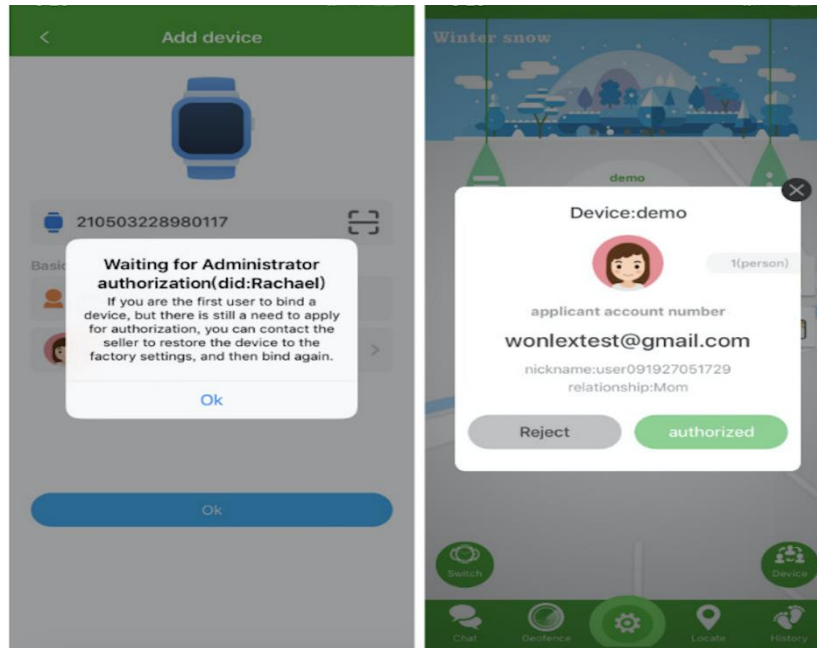 Add device
210503228980117
Basic
Waiting for Administrator
authorization(did:Rachael)
If you are the first user to bind a
device, but there is still a need to apply
for authorization, you can contact the
seller to restore the device to the
factory settings, and then bind again.
Ok
Ok
Winter snow
demo
Device:demo
1(person)
applicant account number
wonlextest@gmail.com
nickname:user091927051729
relationship:Mom
Reject
authorized
Switch
Device
Chat
Geofence
Locate
History